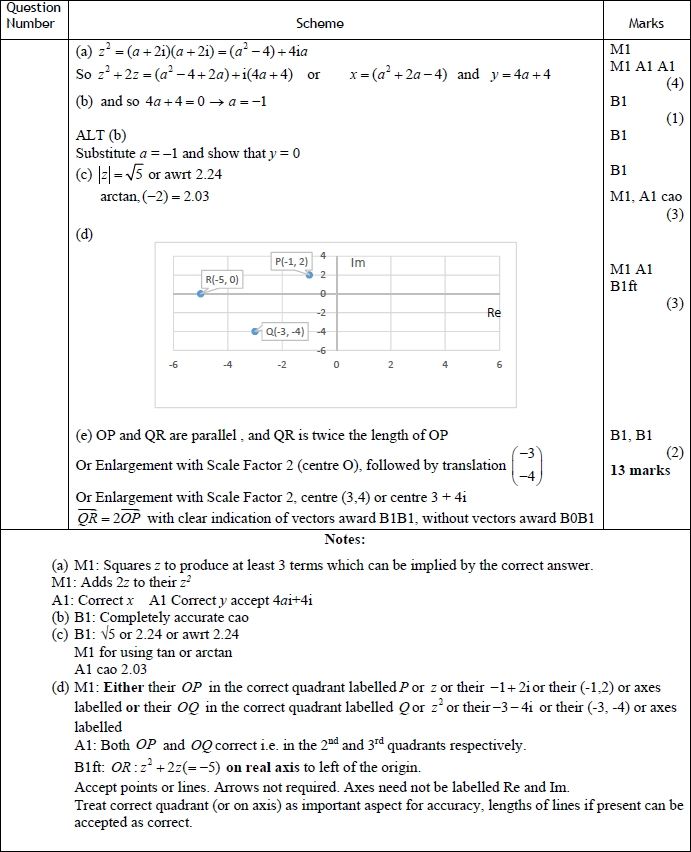 Question
Number
Scheme
Marks
(a) z² = (a + 2i)(a + 2i) = (a² − 4) + 4ia
M1
So z² + 2z = (a² − 4 + 2a) + i(4a + 4) or x = (a² + 2a − 4) and y = 4a + 4
M1 A1 A1
(4)
(b) and so 4a + 4 = 0 → a = −1
B1
(1)
ALT (b)
B1
Substitute a = −1 and show that y = 0
(c) |z| = √5 or awrt 2.24
B1
arctan, (−2) = 2.03
M1, A1 cao
(3)
(d)
M1 A1
B1ft
(3)
P(-1, 2)
4
Im
R(-5, 0)
2
0
-2
Re
Q(-3, -4)
-4
-6
-6 -4 -2 0 2 4 6
(e) OP and QR are parallel , and QR is twice the length of OP
B1, B1
(2)
Or Enlargement with Scale Factor 2 (centre O), followed by translation (−3 −4)
13 marks
Or Enlargement with Scale Factor 2, centre (3,4) or centre 3 + 4i
QR⃗ = 2OP⃗ with clear indication of vectors award B1B1, without vectors award B0B1
Notes:
(a) M1: Squares z to produce at least 3 terms which can be implied by the correct answer.
M1: Adds 2z to their z²
A1: Correct x A1 Correct y accept 4ai+4i
(b) B1: Completely accurate cao
(c) B1: √5 or 2.24 or awrt 2.24
M1 for using tan or arctan
A1 cao 2.03
(d) M1: Either their OP in the correct quadrant labelled P or z or their −1 + 2i or their (-1,2) or axes
labelled or their OQ in the correct quadrant labelled Q or z² or their −3 − 4i or their (-3, -4) or axes
labelled
A1: Both OP and OQ correct i.e. in the 2nd and 3rd quadrants respectively.
B1ft: OR : z² + 2z(= −5) on real axis to left of the origin.
Accept points or lines. Arrows not required. Axes need not be labelled Re and Im.
Treat correct quadrant (or on axis) as important aspect for accuracy, lengths of lines if present can be
accepted as correct.